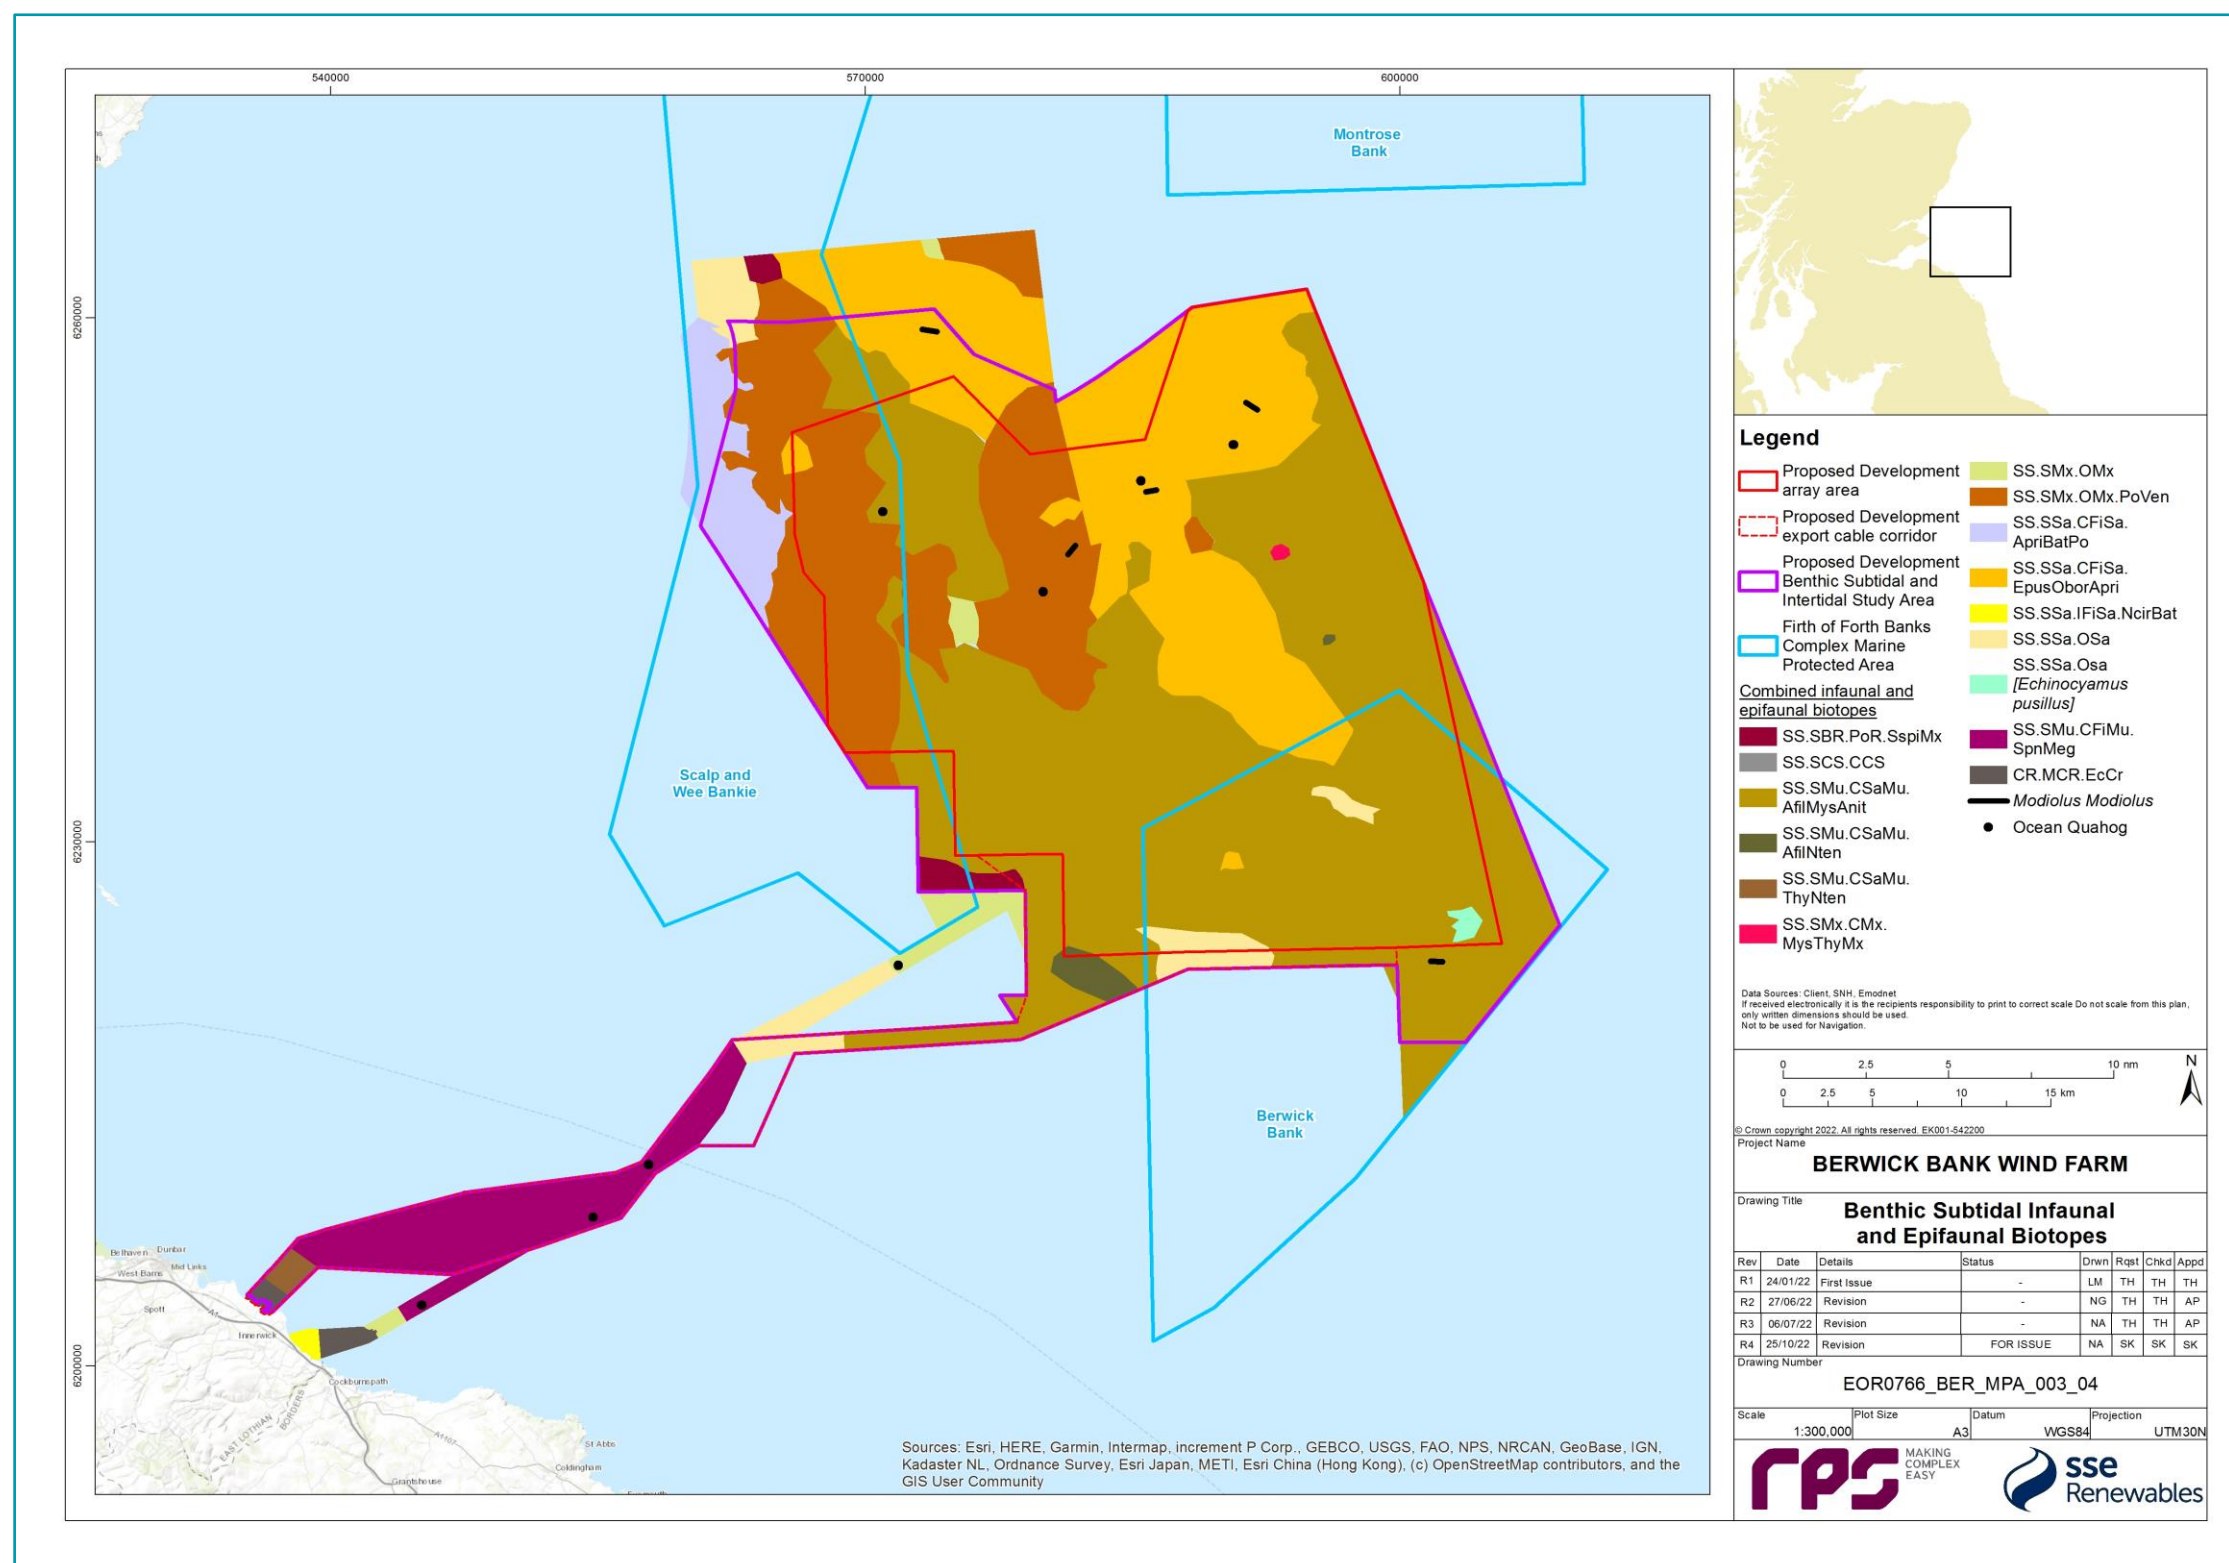 540000
570000
600000
6260000
6230000
6200000
Montrose
Bank
Scalp and
Wee Bankie
Berwick
Bank
Belhaven
Dunbar
West Barns
Mid Links
Spott
A1
Innerwick
Cockburnspath
EAST LOTHIAN
BORDERS
A1107
St Abbs
Coldingham
Grantshouse
Sources: Esri, HERE, Garmin, Intermap, increment P Corp., GEBCO, USGS, FAO, NPS, NRCAN, GeoBase, IGN,
Kadaster NL, Ordnance Survey, Esri Japan, METI, Esri China (Hong Kong), (c) OpenStreetMap contributors, and the
GIS User Community
Legend
Proposed Development
array area
Proposed Development
export cable corridor
Proposed Development
Benthic Subtidal and
Intertidal Study Area
Firth of Forth Banks
Complex Marine
Protected Area
Combined infaunal and
epifaunal biotopes
SS.SBR.PoR.SspiMx
SS.SCS.CCS
SS.SMu.CSaMu.
AfilMysAnit
SS.SMu.CSaMu.
AfilNten
SS.SMu.CSaMu.
ThyNten
SS.SMx.CMx.
MysThyMx
SS.SMx.OMx
SS.SMx.OMx.PoVen
SS.SSa.CFiSa.
ApriBatPo
SS.SSa.CFiSa.
EpusOborApri
SS.SSa.IFiSa.NcirBat
SS.SSa.OSa
SS.SSa.Osa
[Echinocyamus
pusillus]
SS.SMu.CFiMu.
SpnMeg
CR.MCR.EcCr
Modiolus Modiolus
Ocean Quahog
Data Sources: Client, SNH, Emodnet
If received electronically it is the recipients responsibility to print to correct scale Do not scale from this plan,
only written dimensions should be used.
Not to be used for Navigation.
0 2.5 5 10 nm
0 2.5 5 10 15 km
N
© Crown copyright 2022. All rights reserved. EK001-542200
Project Name
BERWICK BANK WIND FARM
Drawing Title
Benthic Subtidal Infaunal
and Epifaunal Biotopes
Rev Date Details Status Drwn Rqst Chkd Appd
R1 24/01/22 First Issue - LM TH TH TH
R2 27/06/22 Revision - NG TH TH AP
R3 06/07/22 Revision - NA TH TH AP
R4 25/10/22 Revision FOR ISSUE NA SK SK SK
Drawing Number
EOR0766_BER_MPA_003_04
Scale Plot Size Datum Projection
1:300,000 A3 WGS84 UTM30N
rps
MAKING
COMPLEX
EASY
sse
Renewables